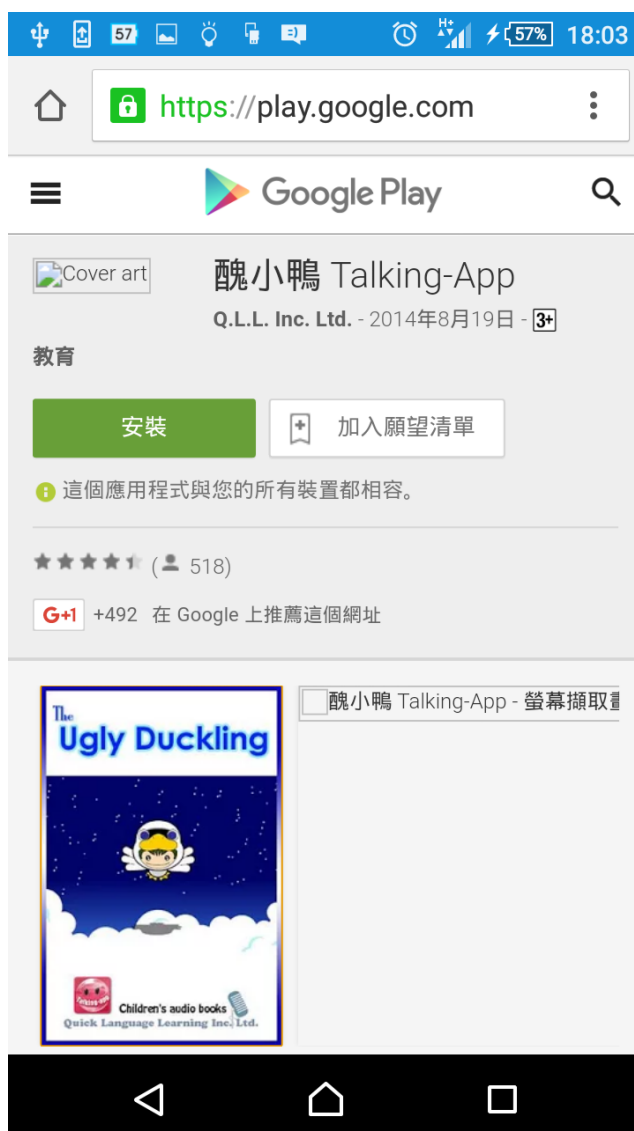 57
H+
57%
18:03
https://play.google.com
Google Play
Cover art
醜小鴨 Talking-App
Q.L.L. Inc. Ltd. - 2014年8月19日 - 3+
教育
安裝
加入願望清單
這個應用程式與您的所有裝置都相容。
( 518)
G+1 +492 在 Google 上推薦這個網址
The
Ugly Duckling
Children's audio books
Quick Language Learning Inc. Ltd.
醜小鴨 Talking-App - 螢幕擷取畫